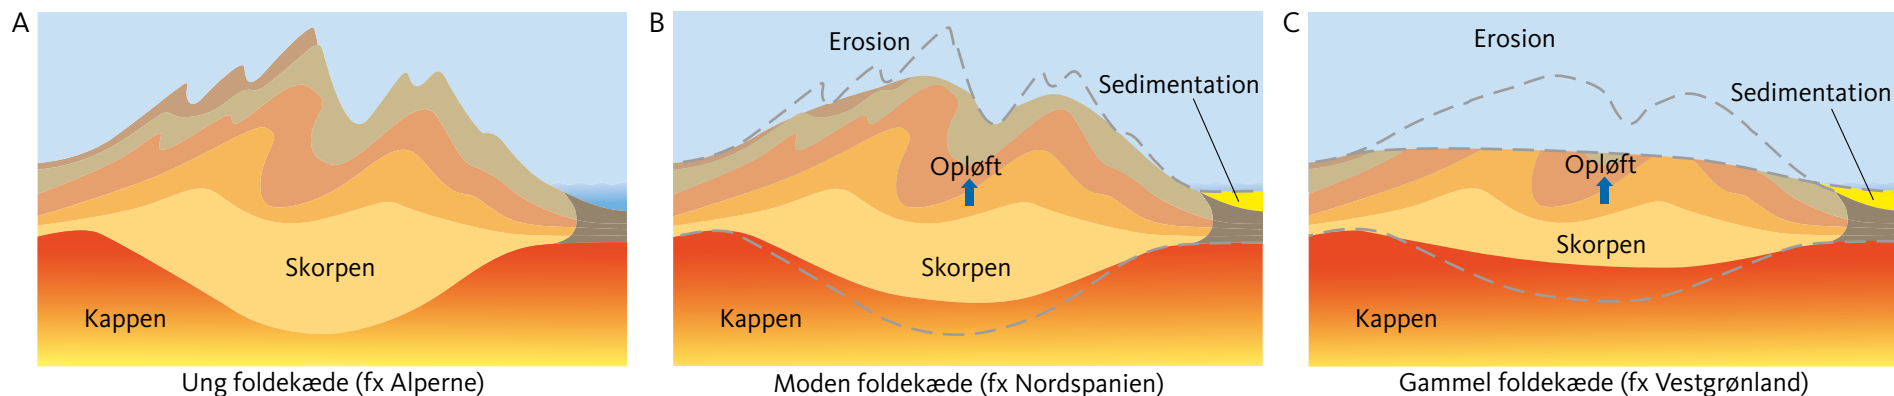 A
Skorpen
Kappen
Ung foldekæde (fx Alperne)
B
Erosion
Sedimentation
Opløft
Skorpen
Kappen
Moden foldekæde (fx Nordspanien)
C
Erosion
Sedimentation
Opløft
Skorpen
Kappen
Gammel foldekæde (fx Vestgrønland)